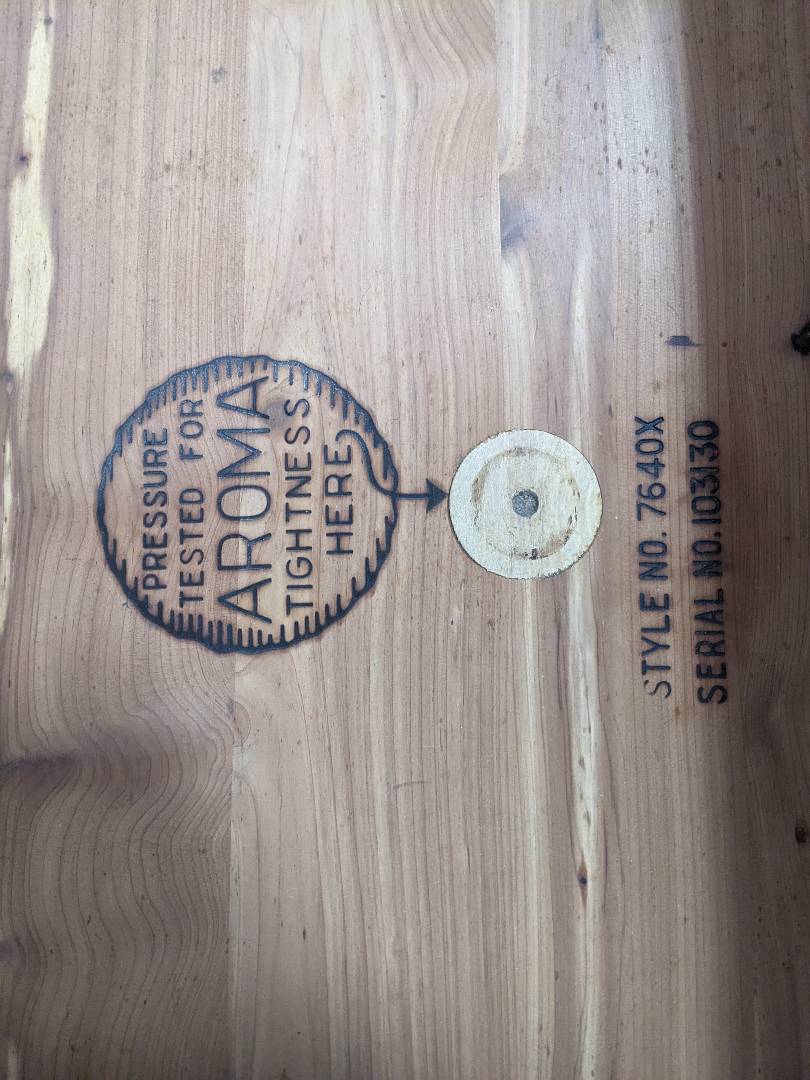 PRESSURE
TESTED FOR
AROMA
TIGHTNESS
HERE
STYLE NO. 7640X
SERIAL NO. 103130